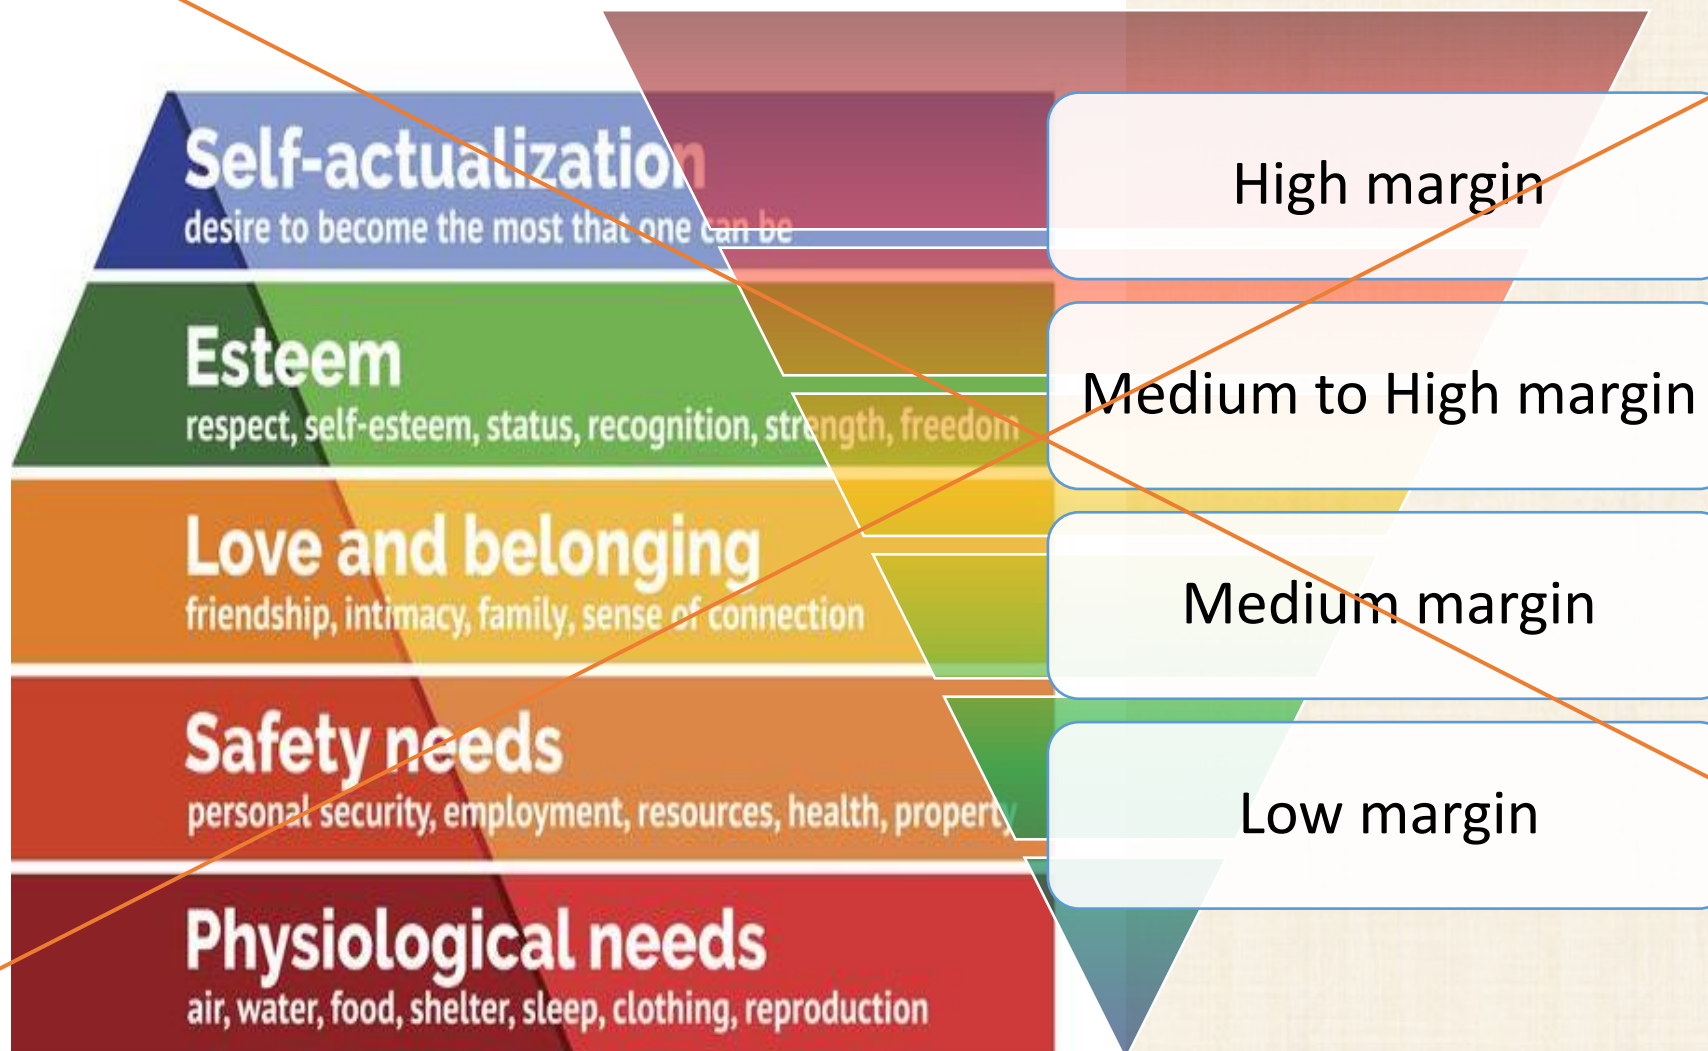 Self-actualization
desire to become the most that one can be
Esteem
respect, self-esteem, status, recognition, strength, freedom
Love and belonging
friendship, intimacy, family, sense of connection
Safety needs
personal security, employment, resources, health, property
Physiological needs
air, water, food, shelter, sleep, clothing, reproduction
High margin
Medium to High margin
Medium margin
Low margin